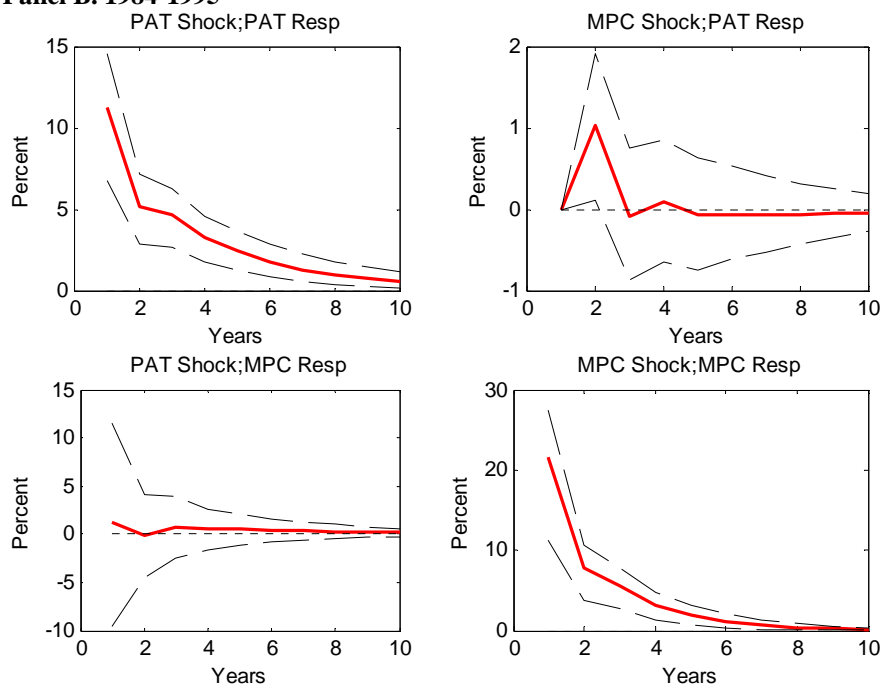 Panel B: 1984-1995
PAT Shock;PAT Resp
15
10
5
0
Percent
0 2 4 6 8 10
Years
MPC Shock;PAT Resp
2
1
0
-1
Percent
0 2 4 6 8 10
Years
PAT Shock;MPC Resp
15
10
5
0
-5
-10
Percent
0 2 4 6 8 10
Years
MPC Shock;MPC Resp
30
20
10
0
Percent
0 2 4 6 8 10
Years